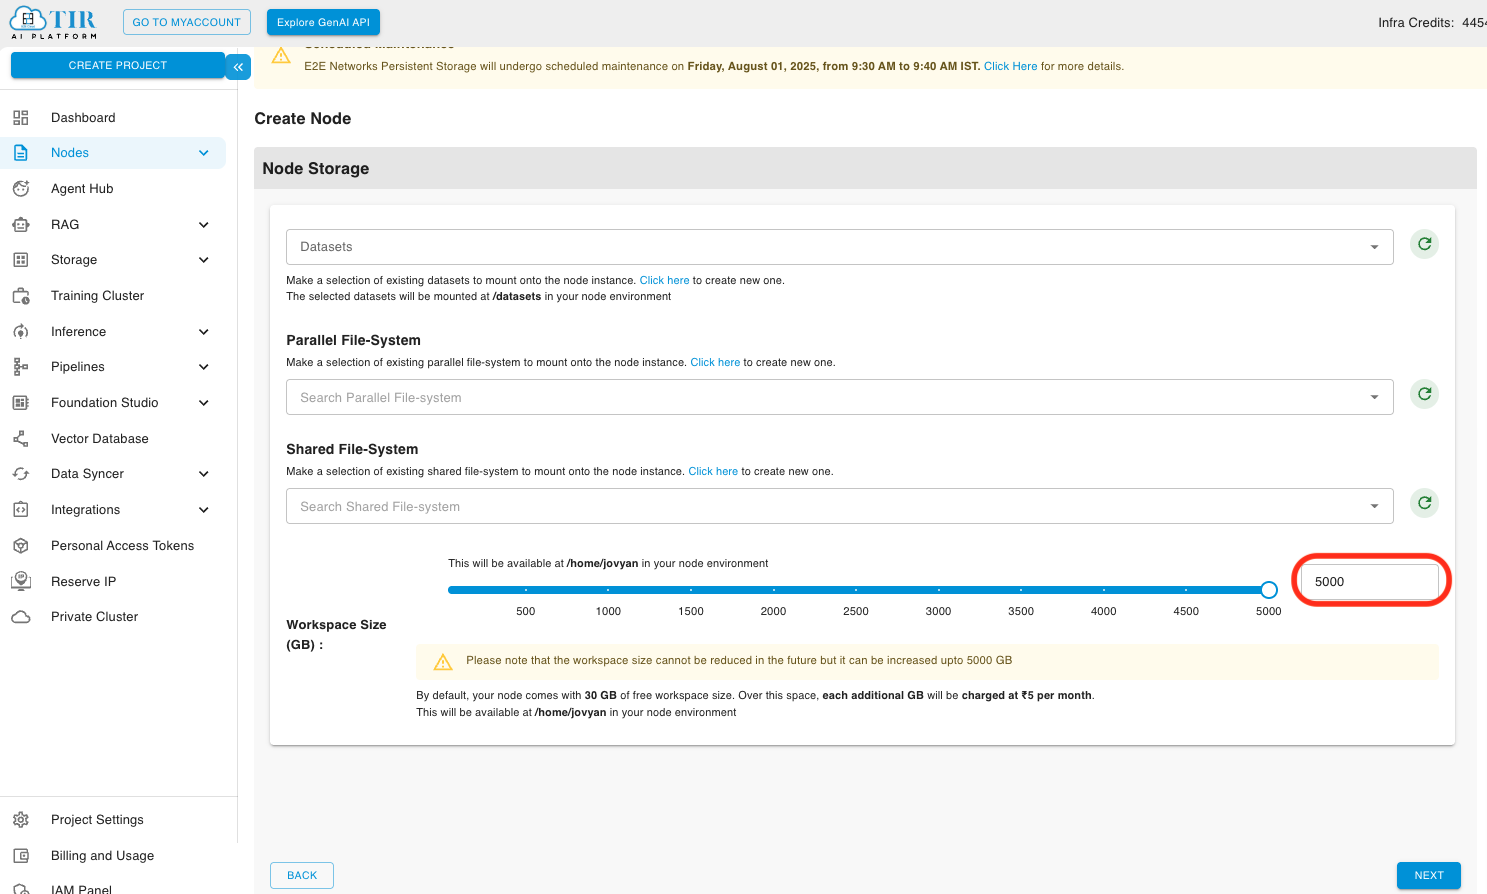 TIR
AI PLATFORM
GO TO MYACCOUNT
Explore GenAI API
Infra Credits: 4454
CREATE PROJECT
Dashboard
Nodes
Agent Hub
RAG
Storage
Training Cluster
Inference
Pipelines
Foundation Studio
Vector Database
Data Syncer
Integrations
Personal Access Tokens
Reserve IP
Private Cluster
Project Settings
Billing and Usage
IAM Panel
Scheduled Maintenance
E2E Networks Persistent Storage will undergo scheduled maintenance on Friday, August 01, 2025, from 9:30 AM to 9:40 AM IST. Click Here for more details.
Create Node
Node Storage
Datasets
Make a selection of existing datasets to mount onto the node instance. Click here to create new one.
The selected datasets will be mounted at /datasets in your node environment
Parallel File-System
Make a selection of existing parallel file-system to mount onto the node instance. Click here to create new one.
Search Parallel File-system
Shared File-System
Make a selection of existing shared file-system to mount onto the node instance. Click here to create new one.
Search Shared File-system
This will be available at /home/jovyan in your node environment
5000
500 1000 1500 2000 2500 3000 3500 4000 4500 5000
Workspace Size
(GB) :
Please note that the workspace size cannot be reduced in the future but it can be increased upto 5000 GB
By default, your node comes with 30 GB of free workspace size. Over this space, each additional GB will be charged at ₹5 per month.
This will be available at /home/jovyan in your node environment
BACK
NEXT